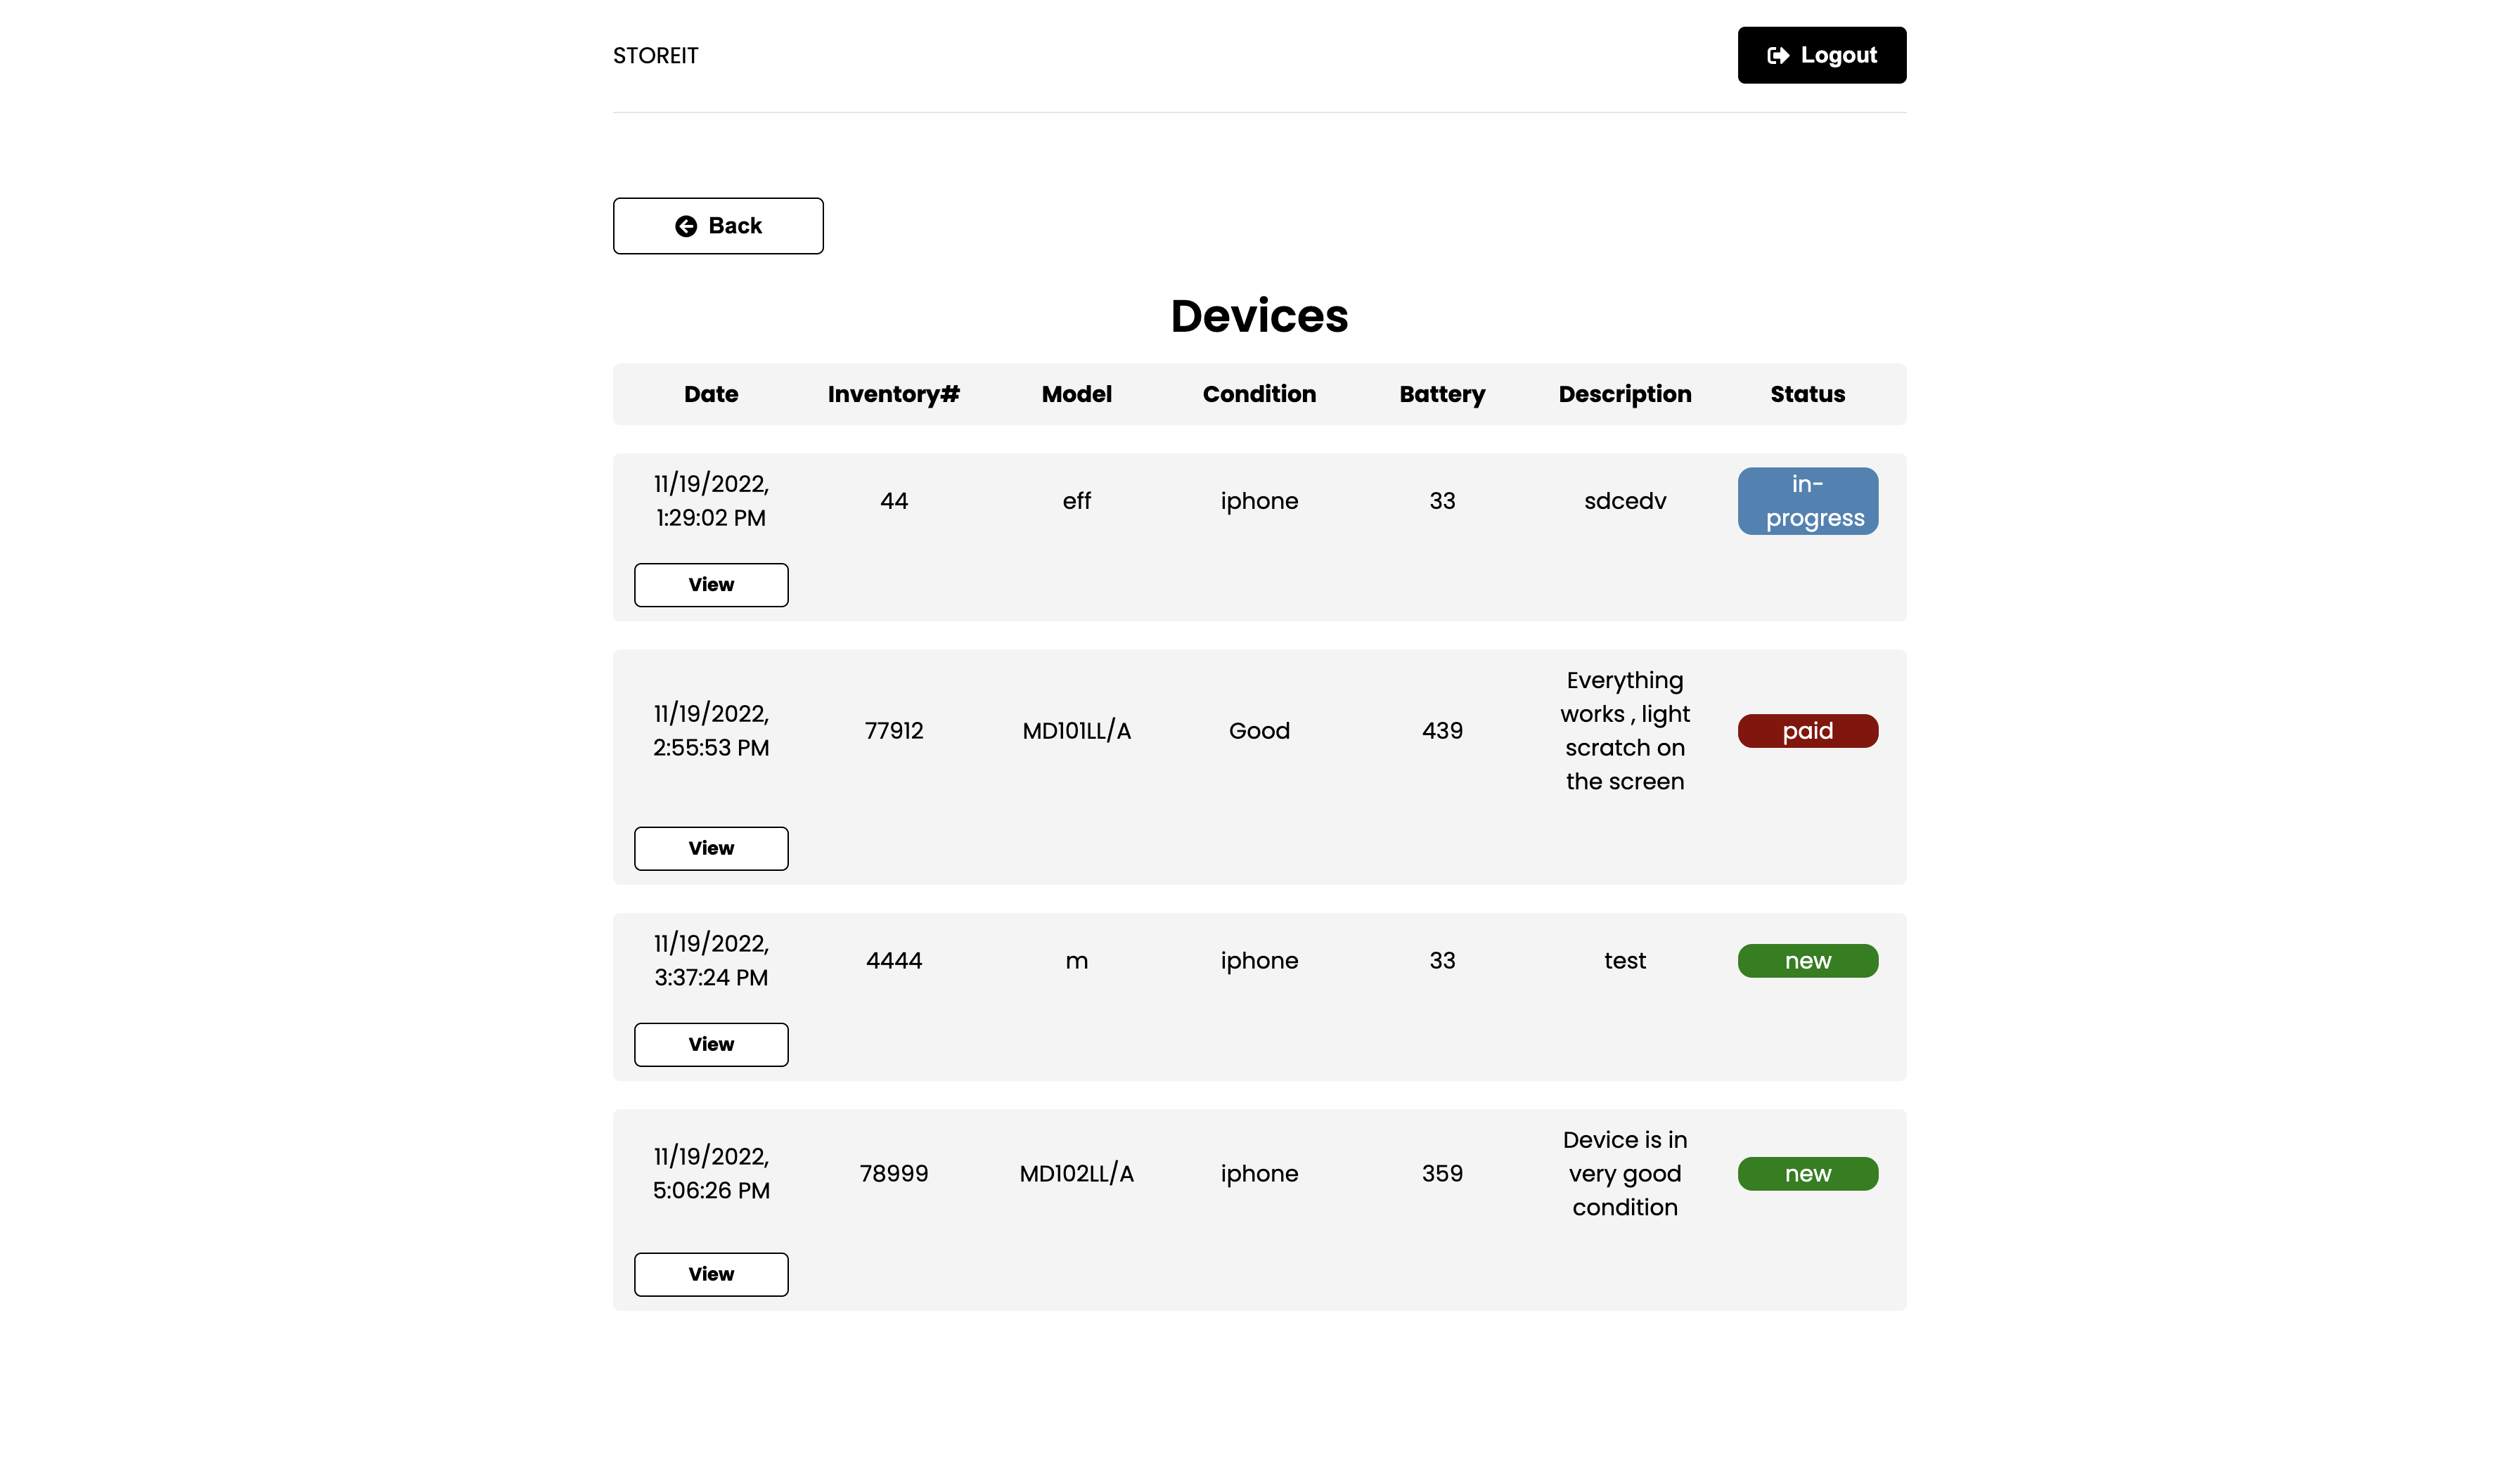 STOREIT
Logout
Back
Devices
Date Inventory# Model Condition Battery Description Status
11/19/2022,
1:29:02 PM
44
eff
iphone
33
sdcedv
in-
progress
View
11/19/2022,
2:55:53 PM
77912
MD101LL/A
Good
439
Everything
works , light
scratch on
the screen
paid
View
11/19/2022,
3:37:24 PM
4444
m
iphone
33
test
new
View
11/19/2022,
5:06:26 PM
78999
MD102LL/A
iphone
359
Device is in
very good
condition
new
View